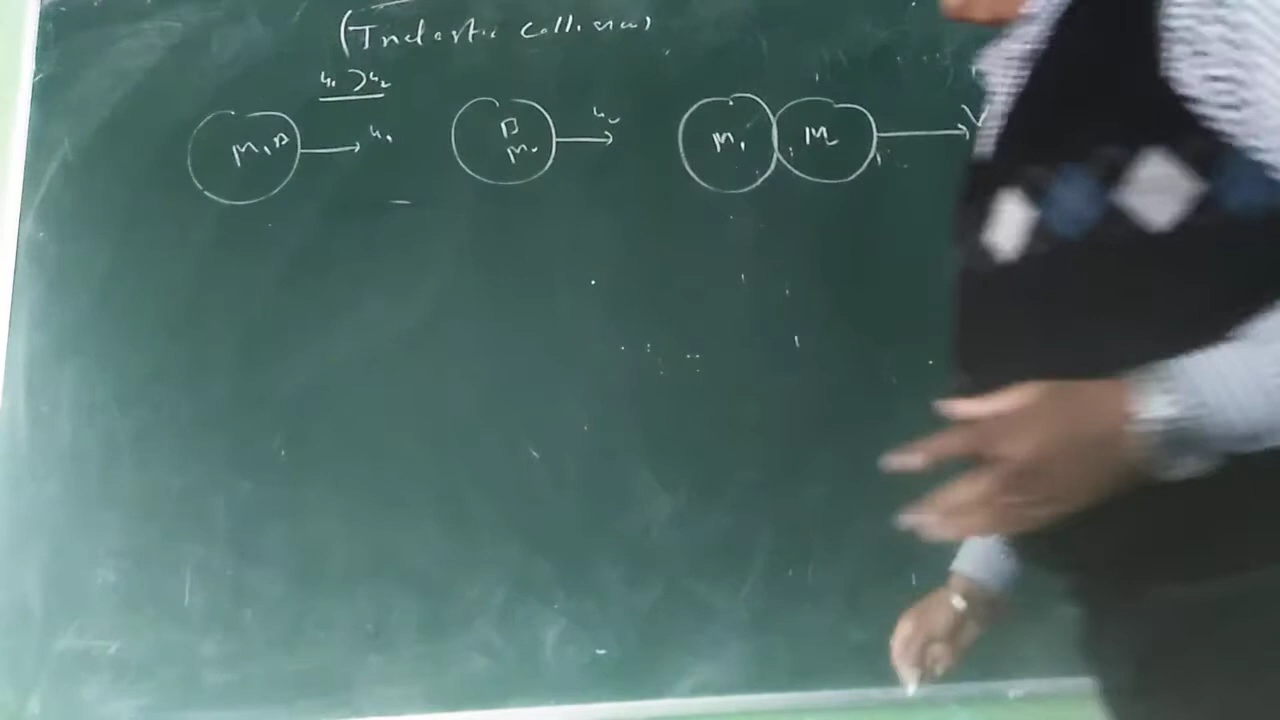 (Inelastic collision)
u₁ > u₂
m₁ B → u₁
B
m₂ → u₂
m₁ m₂ → V